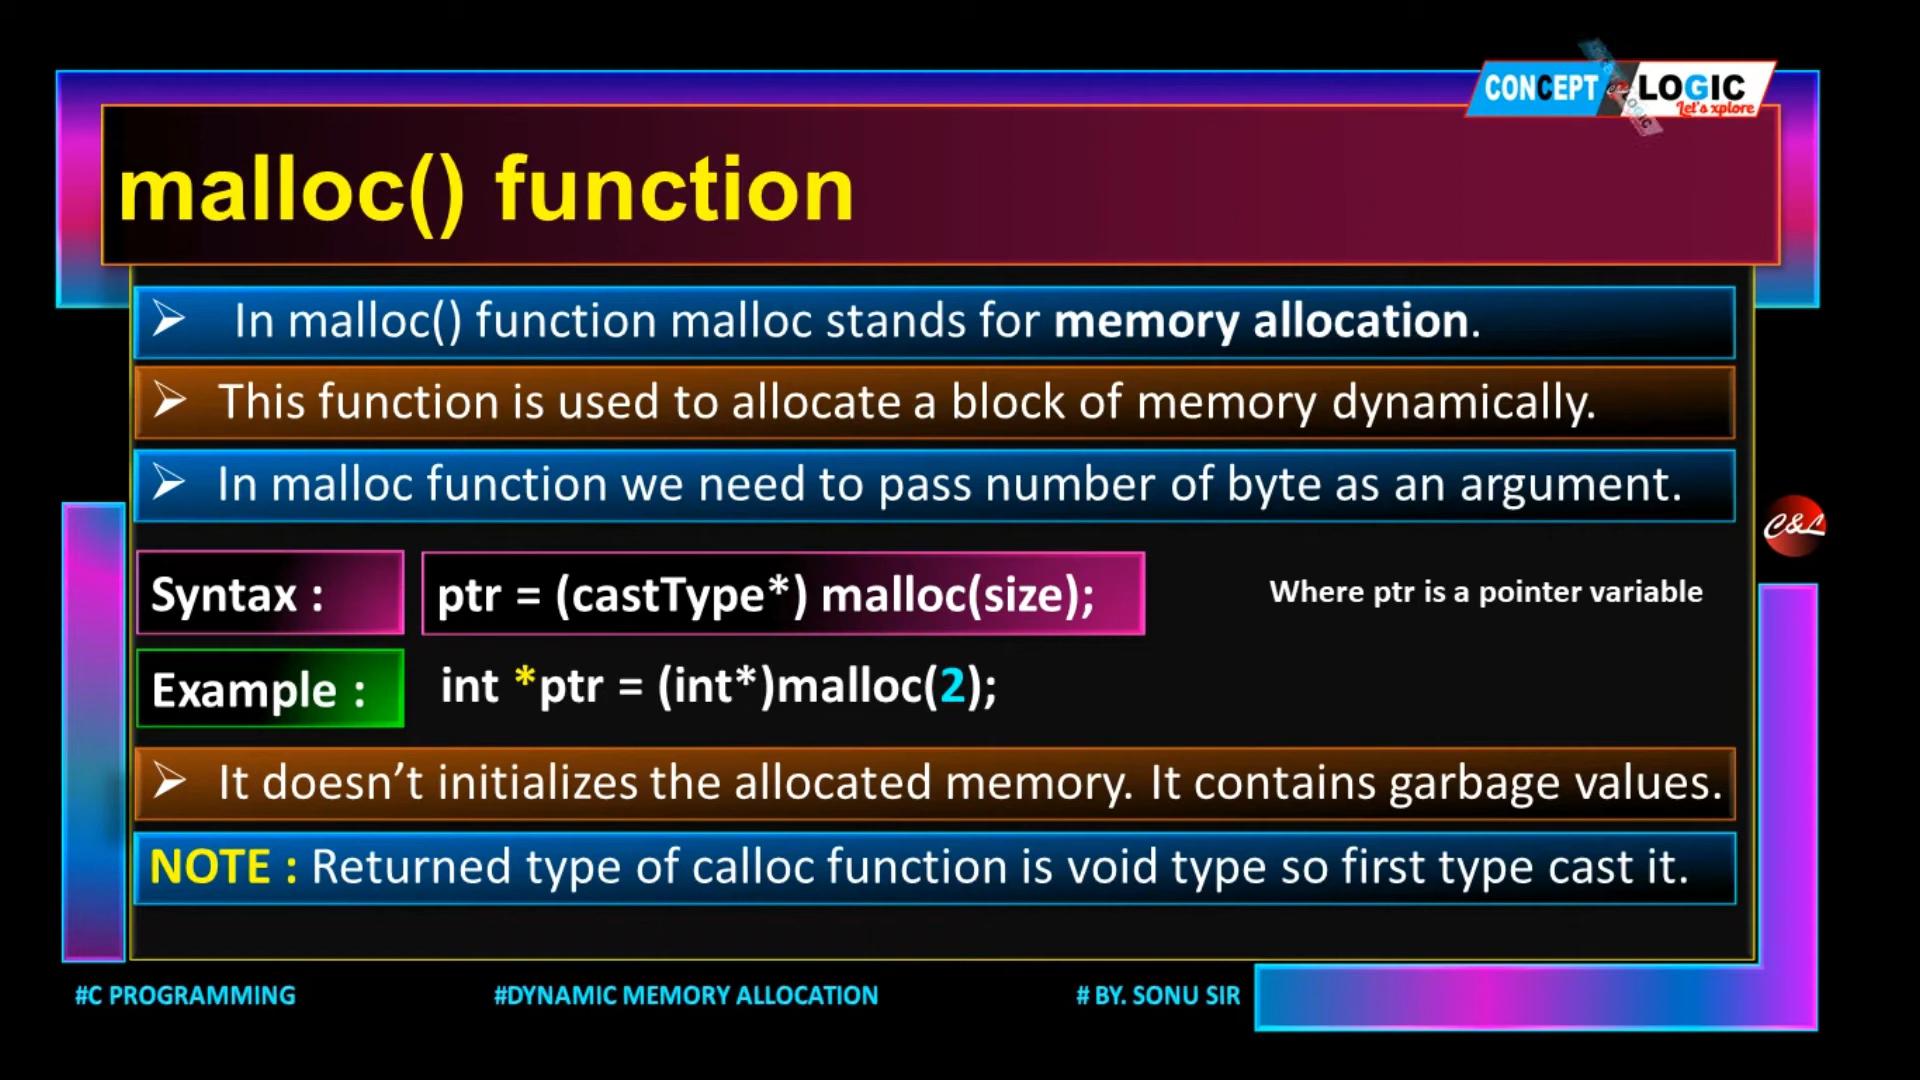 CONCEPT & LOGIC
Let's xplore
malloc() function
➢ In malloc() function malloc stands for memory allocation.
➢ This function is used to allocate a block of memory dynamically.
➢ In malloc function we need to pass number of byte as an argument.
Syntax : ptr = (castType*) malloc(size); Where ptr is a pointer variable
C&L
Example : int *ptr = (int*)malloc(2);
➢ It doesn’t initializes the allocated memory. It contains garbage values.
NOTE : Returned type of calloc function is void type so first type cast it.
#C PROGRAMMING #DYNAMIC MEMORY ALLOCATION # BY. SONU SIR